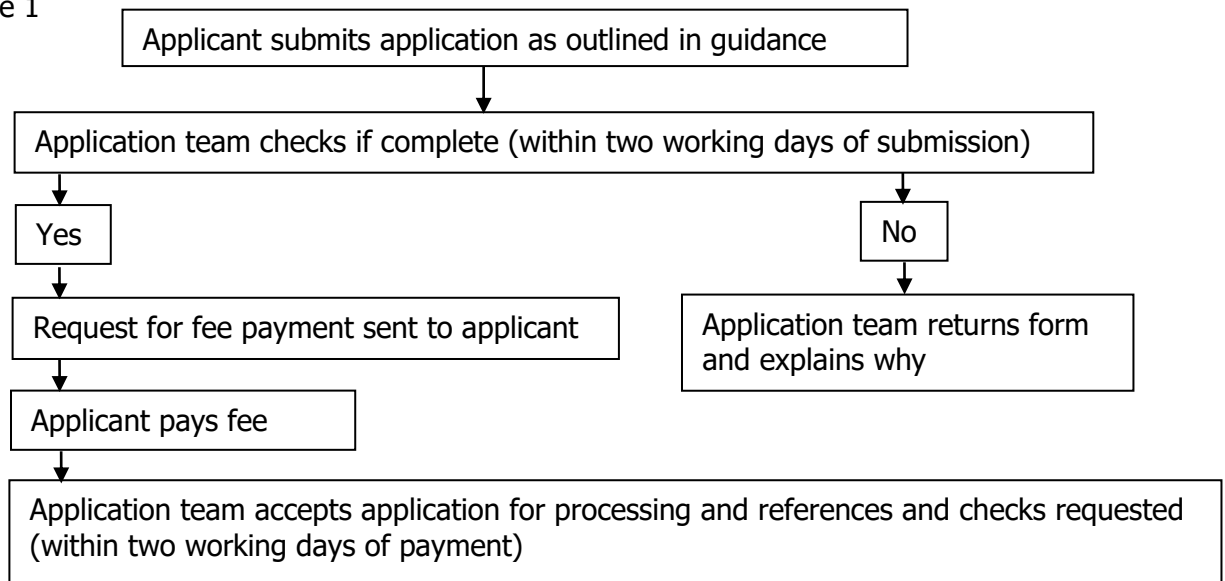 e 1
Applicant submits application as outlined in guidance
Application team checks if complete (within two working days of submission)
Yes
No
Request for fee payment sent to applicant
Application team returns form
and explains why
Applicant pays fee
Application team accepts application for processing and references and checks requested
(within two working days of payment)